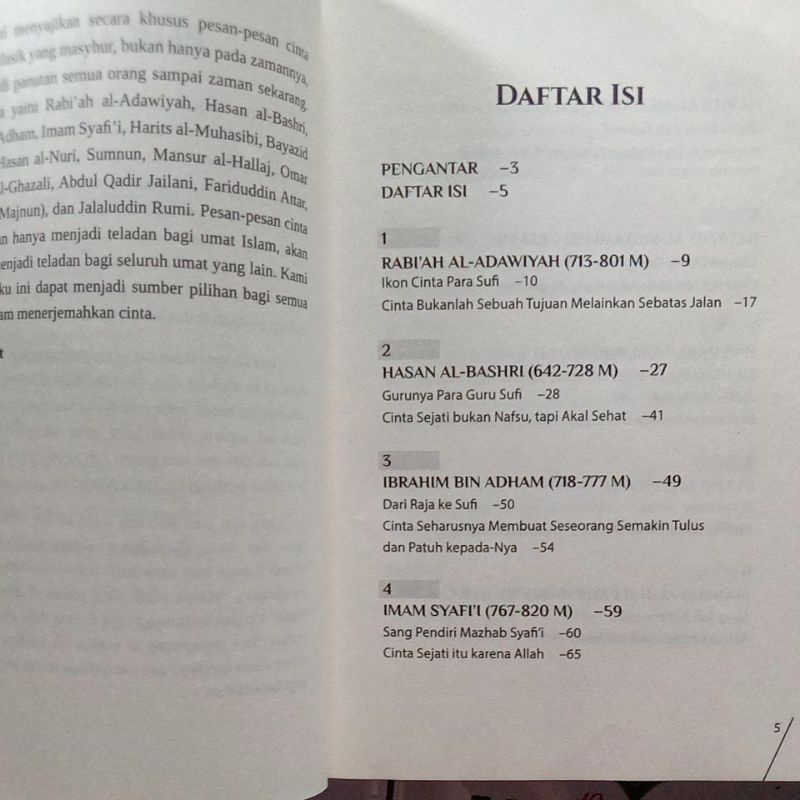 menyajikan secara khusus pesan-pesan cinta
yang masyhur, bukan hanya pada zamannya,
panutan semua orang sampai zaman sekarang.
yaitu Rabi'ah al-Adawiyah, Hasan al-Bashri,
Adham, Imam Syafi'i, Harits al-Muhasibi, Bayazid
Hasan al-Nuri, Sumnun, Mansur al-Hallaj, Omar
l-Ghazali, Abdul Qadir Jailani, Fariduddin Attar,
Majnun), dan Jalaluddin Rumi. Pesan-pesan cinta
n hanya menjadi teladan bagi umat Islam, akan
enjadi teladan bagi seluruh umat yang lain. Kami
ku ini dapat menjadi sumber pilihan bagi semua
am menerjemahkan cinta.
t
DAFTAR ISI
PENGANTAR –3
DAFTAR ISI –5
1
RABI'AH AL-ADAWIYAH (713-801 M) –9
Ikon Cinta Para Sufi –10
Cinta Bukanlah Sebuah Tujuan Melainkan Sebatas Jalan –17
2
HASAN AL-BASHRI (642-728 M) –27
Gurunya Para Guru Sufi –28
Cinta Sejati bukan Nafsu, tapi Akal Sehat –41
3
IBRAHIM BIN ADHAM (718-777 M) –49
Dari Raja ke Sufi –50
Cinta Seharusnya Membuat Seseorang Semakin Tulus
dan Patuh kepada-Nya –54
4
IMAM SYAFI'I (767-820 M) –59
Sang Pendiri Mazhab Syafi'i –60
Cinta Sejati itu karena Allah –65
5